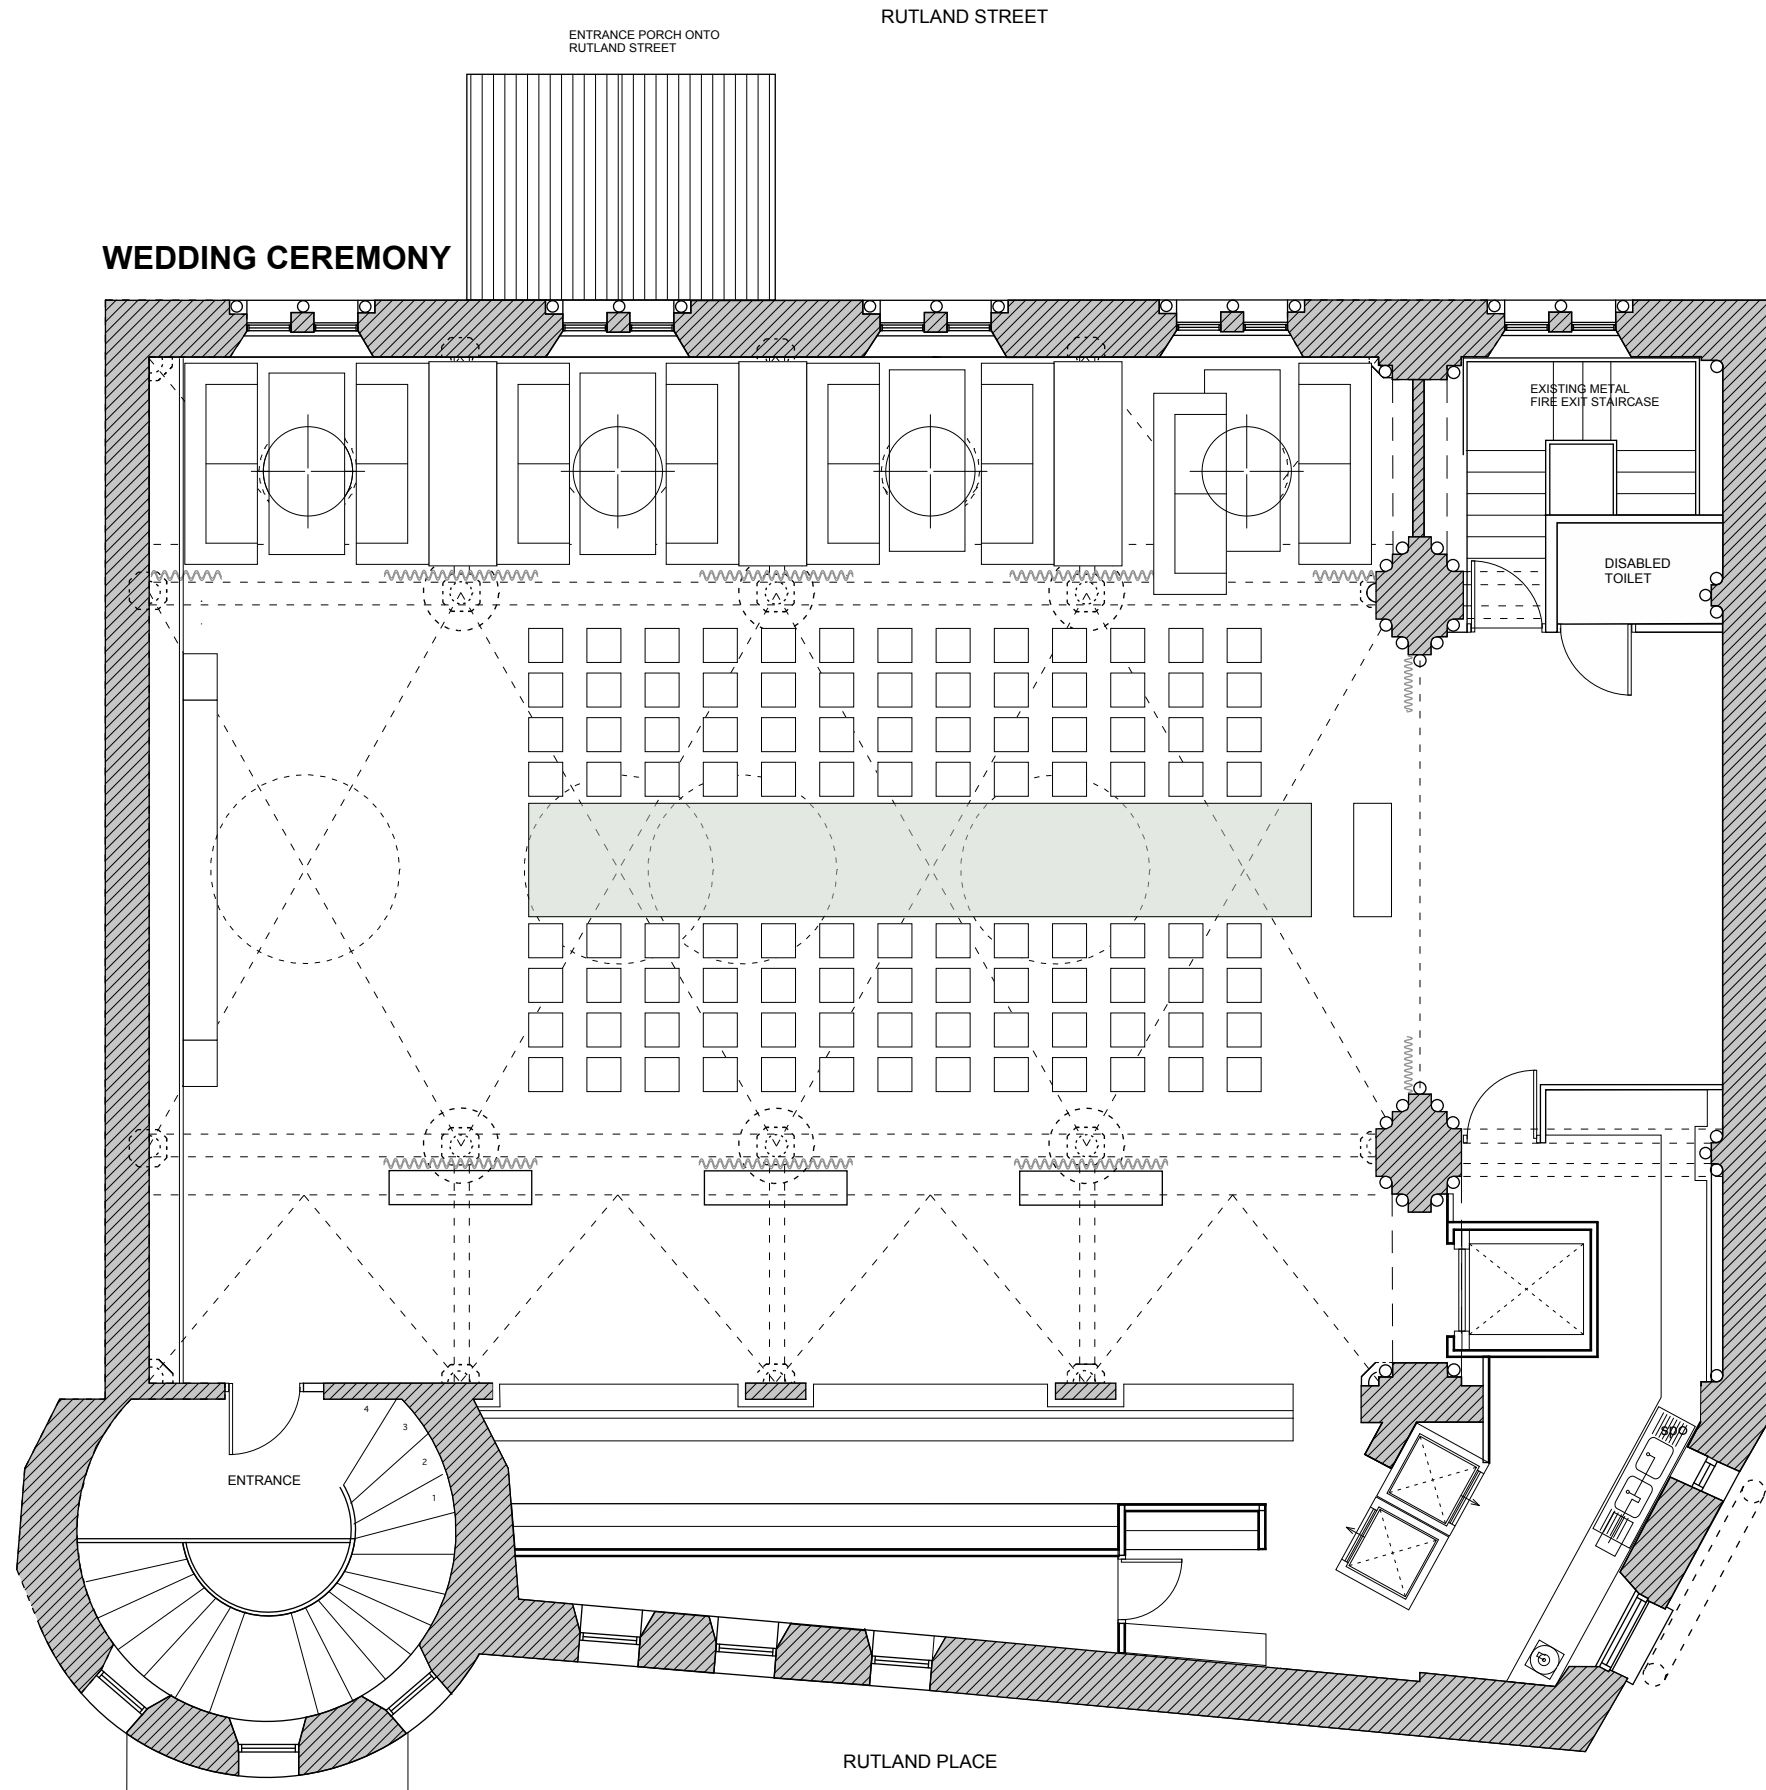 RUTLAND STREET
ENTRANCE PORCH ONTO
RUTLAND STREET
WEDDING CEREMONY
EXISTING METAL
FIRE EXIT STAIRCASE
DISABLED
TOILET
4
3
2
1
ENTRANCE
spo
RUTLAND PLACE